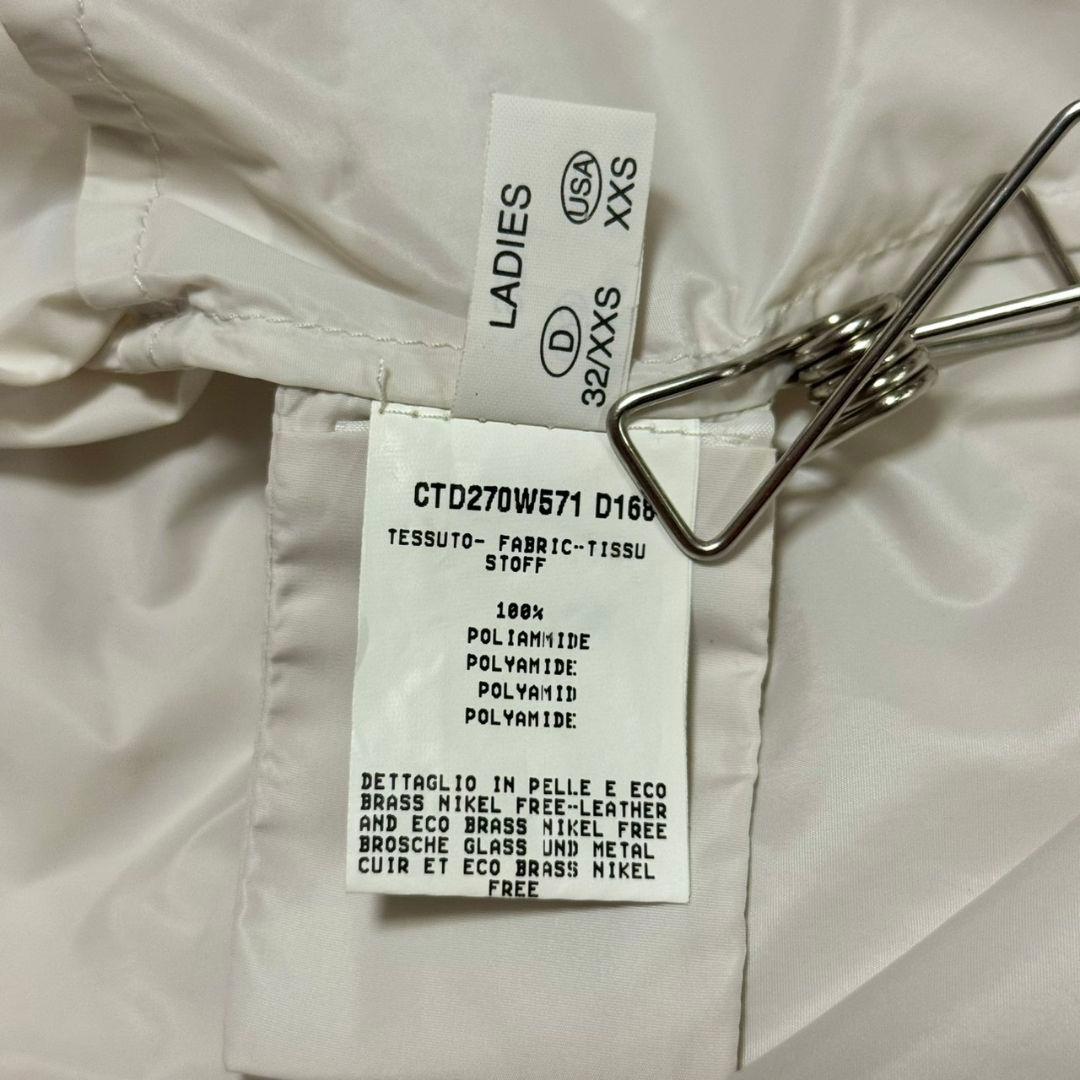 LADIES
D USA
32/XXS XXS
CTD270W571 D168
TESSUTO- FABRIC--TISSU
STOFF
100%
POLIAMMIDE
POLYAMIDE
POLYAMID
POLYAMIDE
DETTAGLIO IN PELLE E ECO
BRASS NIKEL FREE--LEATHER
AND ECO BRASS NIKEL FREE
BROSCHE GLASS UND METAL
CUIR ET ECO BRASS NIKEL
FREE